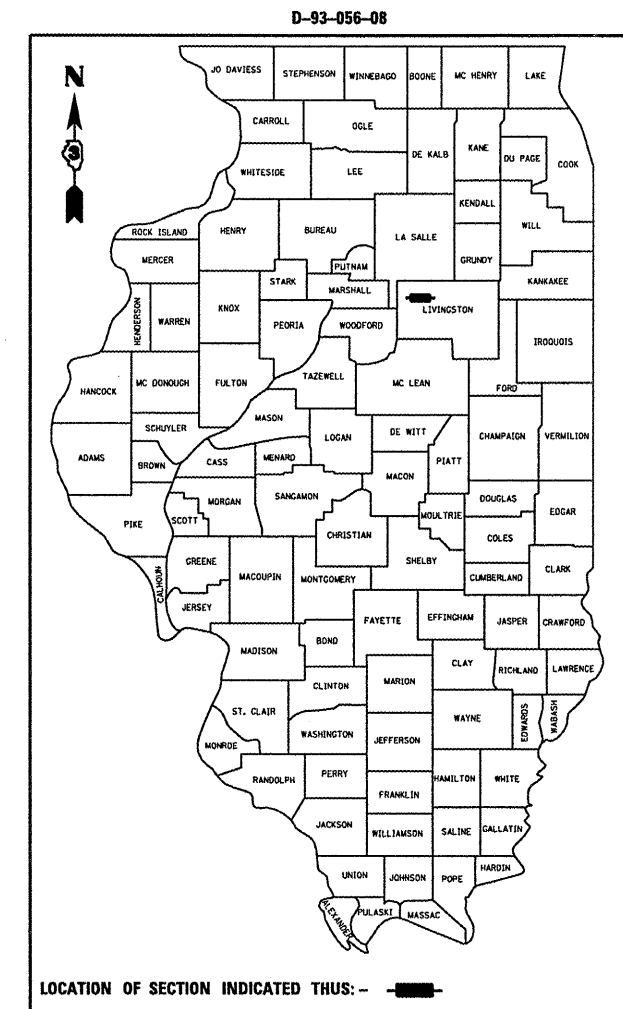 D-93-056-08
JO DAVIESS STEPHENSON WINNEBAGO BOONE MC HENRY LAKE
N
CARROLL OGLE
3
DE KALB KANE DU PAGE COOK
WHITESIDE LEE
KENDALL
ROCK ISLAND HENRY BUREAU LA SALLE WILL
MERCER PUTNAM GRUNDY
STARK MARSHALL KANKAKEE
HENDERSON WARREN KNOX PEORIA WOODFORD LIVINGSTON
IROQUOIS
HANCOCK MC DONOUGH FULTON TAZEWELL MC LEAN FORD
MASON
SCHUYLER LOGAN DE WITT CHAMPAIGN VERMILION
ADAMS BROWN CASS MENARD PIATT
MACON
MORGAN SANGAMON DOUGLAS
PIKE SCOTT CHRISTIAN MOULTRIE EDGAR
COLES
GREENE SHELBY
CALHOUN MACOUPIN MONTGOMERY CUMBERLAND CLARK
JERSEY FAYETTE EFFINGHAM JASPER CRAWFORD
MADISON BOND
CLAY RICHLAND LAWRENCE
CLINTON MARION
ST. CLAIR WAYNE EDWARDS WABASH
MONROE WASHINGTON JEFFERSON
RANDOLPH PERRY HAMILTON WHITE
FRANKLIN
JACKSON WILLIAMSON SALINE GALLATIN
UNION JOHNSON POPE HARDIN
ALEXANDER PULASKI MASSAC
LOCATION OF SECTION INDICATED THUS: -